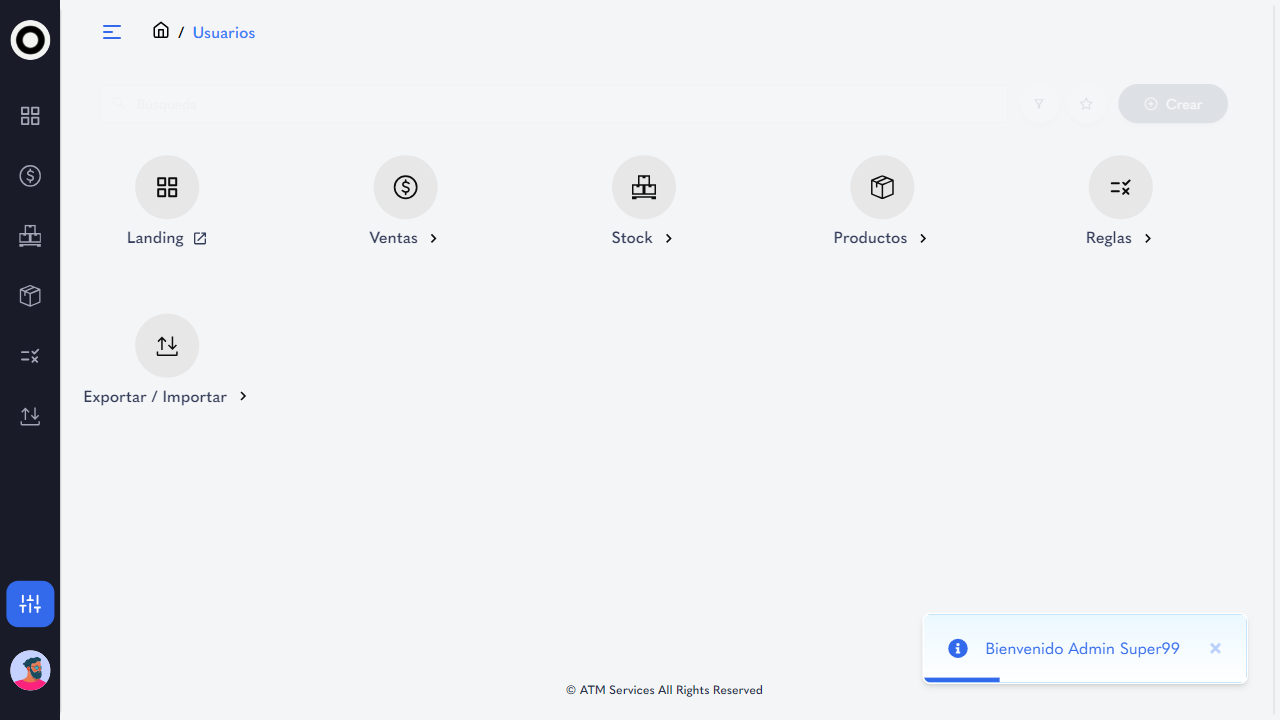 / Usuarios
Búsqueda
Crear
Landing
Ventas
Stock
Productos
Reglas
Exportar / Importar
Bienvenido Admin Super99
© ATM Services All Rights Reserved